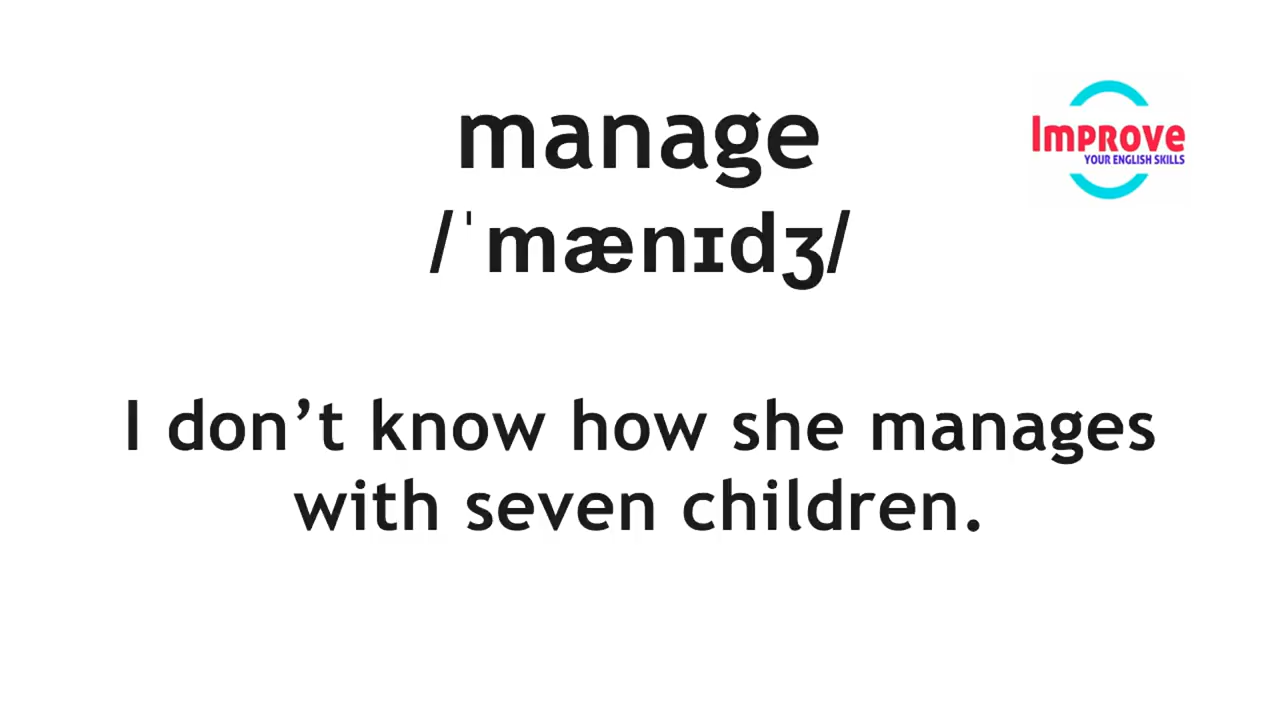 manage
Improve
YOUR ENGLISH SKILLS
/ˈmænɪdʒ/
I don’t know how she manages
with seven children.